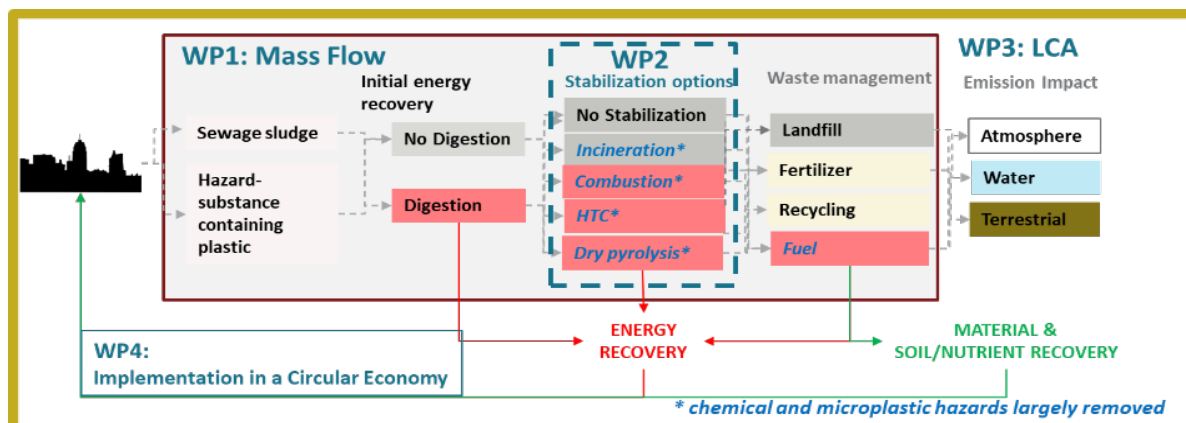 WP1: Mass Flow
Initial energy
recovery
Sewage sludge
Hazard-
substance
containing
plastic
No Digestion
Digestion
WP2
Stabilization options
No Stabilization
Incineration*
Combustion*
HTC*
Dry pyrolysis*
Waste management
Landfill
Fertilizer
Recycling
Fuel
WP3: LCA
Emission Impact
Atmosphere
Water
Terrestrial
ENERGY
RECOVERY
MATERIAL &
SOIL/NUTRIENT RECOVERY
WP4:
Implementation in a Circular Economy
* chemical and microplastic hazards largely removed